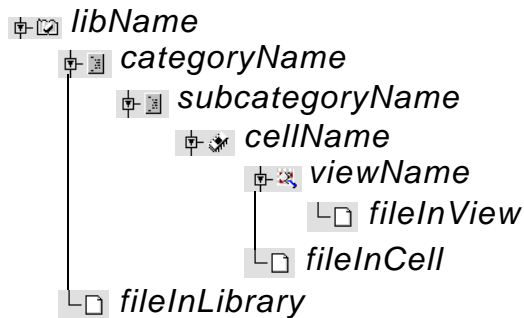 libName
categoryName
subcategoryName
cellName
viewName
fileInView
fileInCell
fileInLibrary